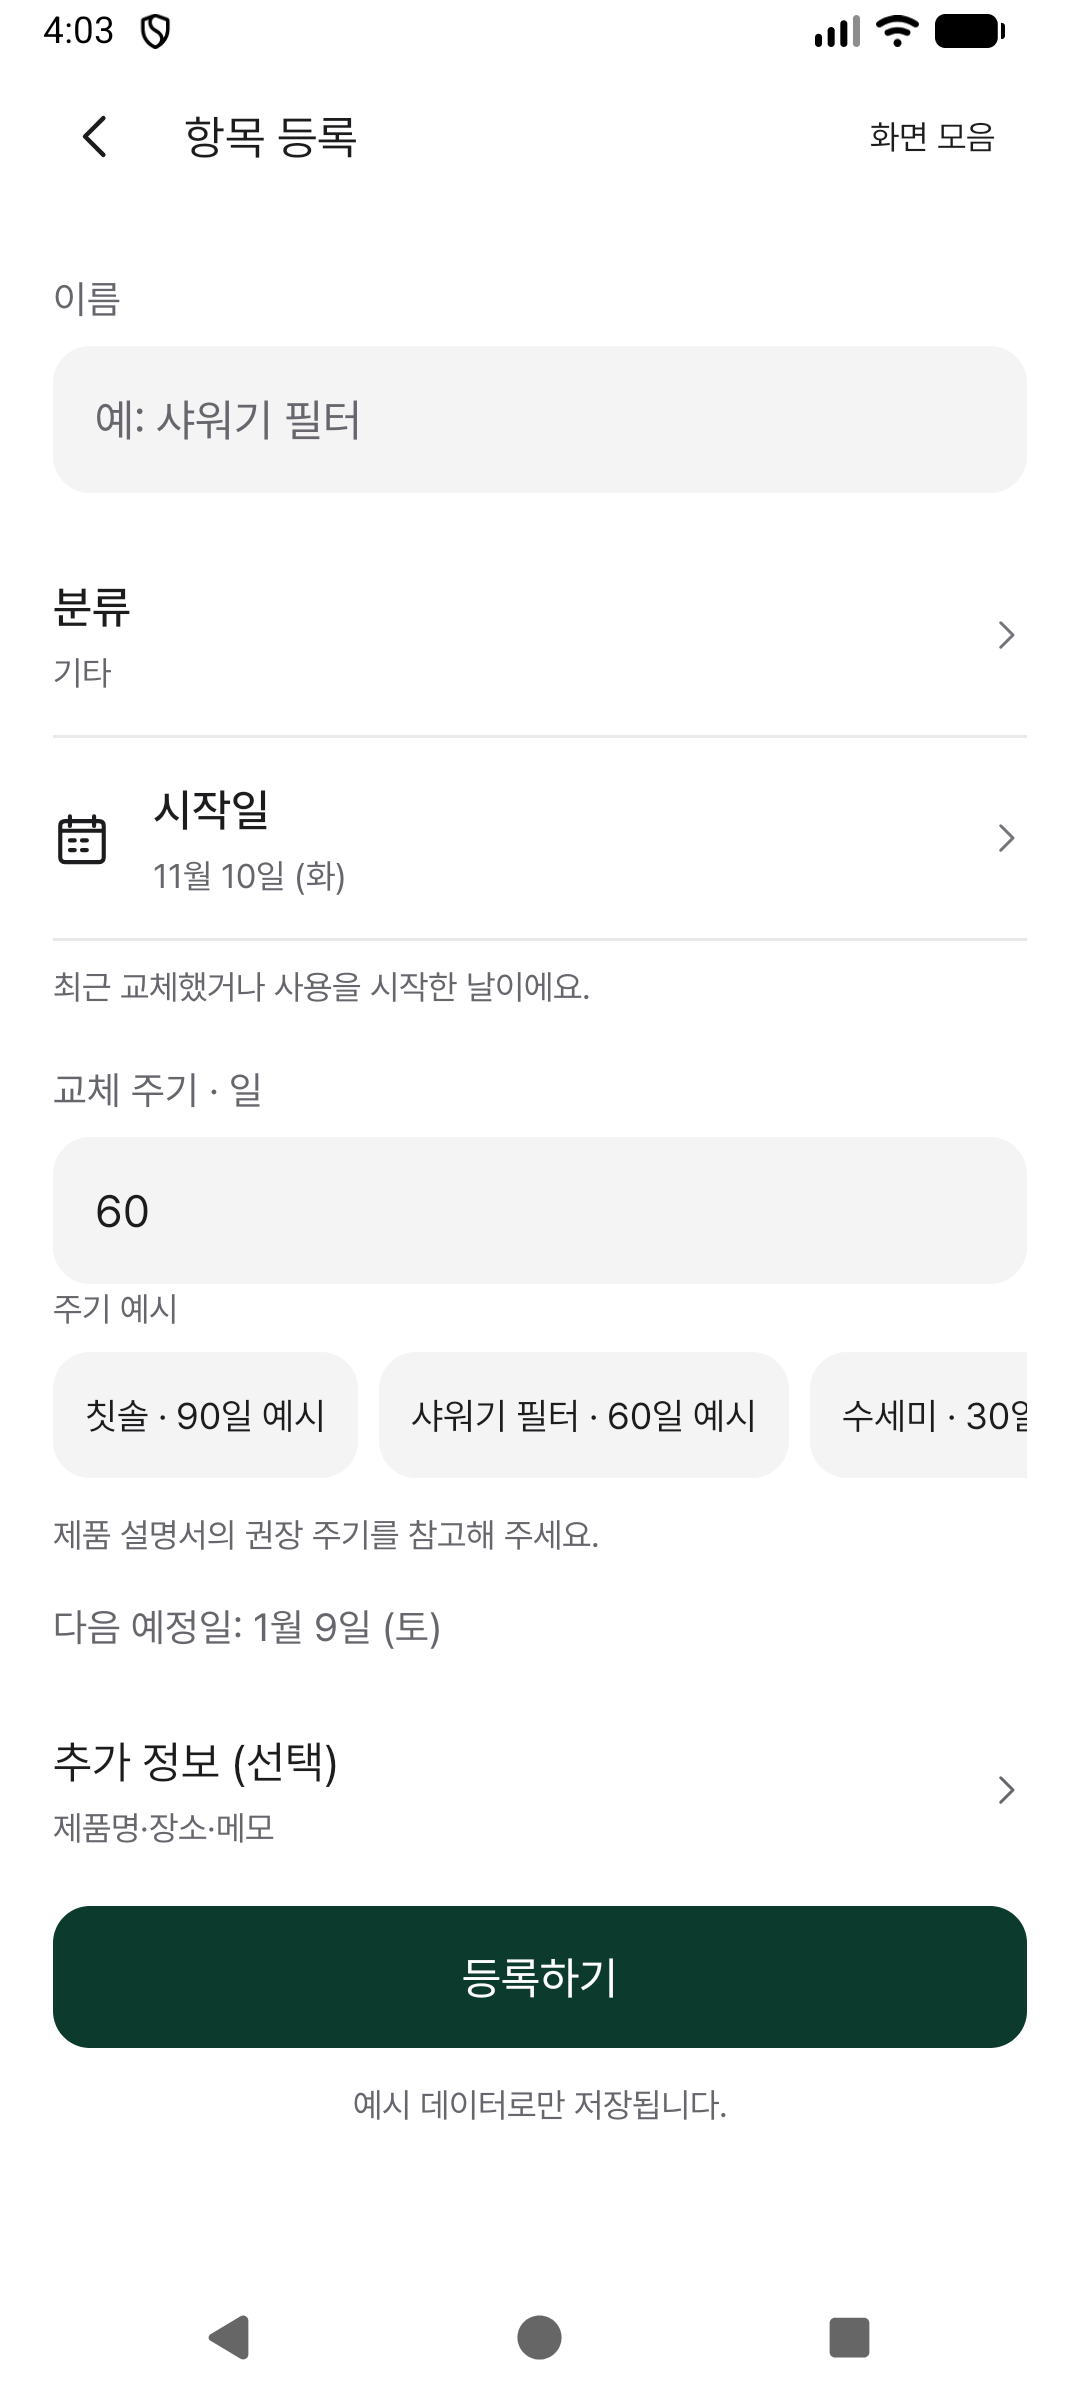 4:03
항목 등록
화면 모음
이름
예: 샤워기 필터
분류
기타
시작일
11월 10일 (화)
최근 교체했거나 사용을 시작한 날이에요.
교체 주기 · 일
60
주기 예시
칫솔 · 90일 예시
샤워기 필터 · 60일 예시
수세미 · 30일
제품 설명서의 권장 주기를 참고해 주세요.
다음 예정일: 1월 9일 (토)
추가 정보 (선택)
제품명·장소·메모
등록하기
예시 데이터로만 저장됩니다.